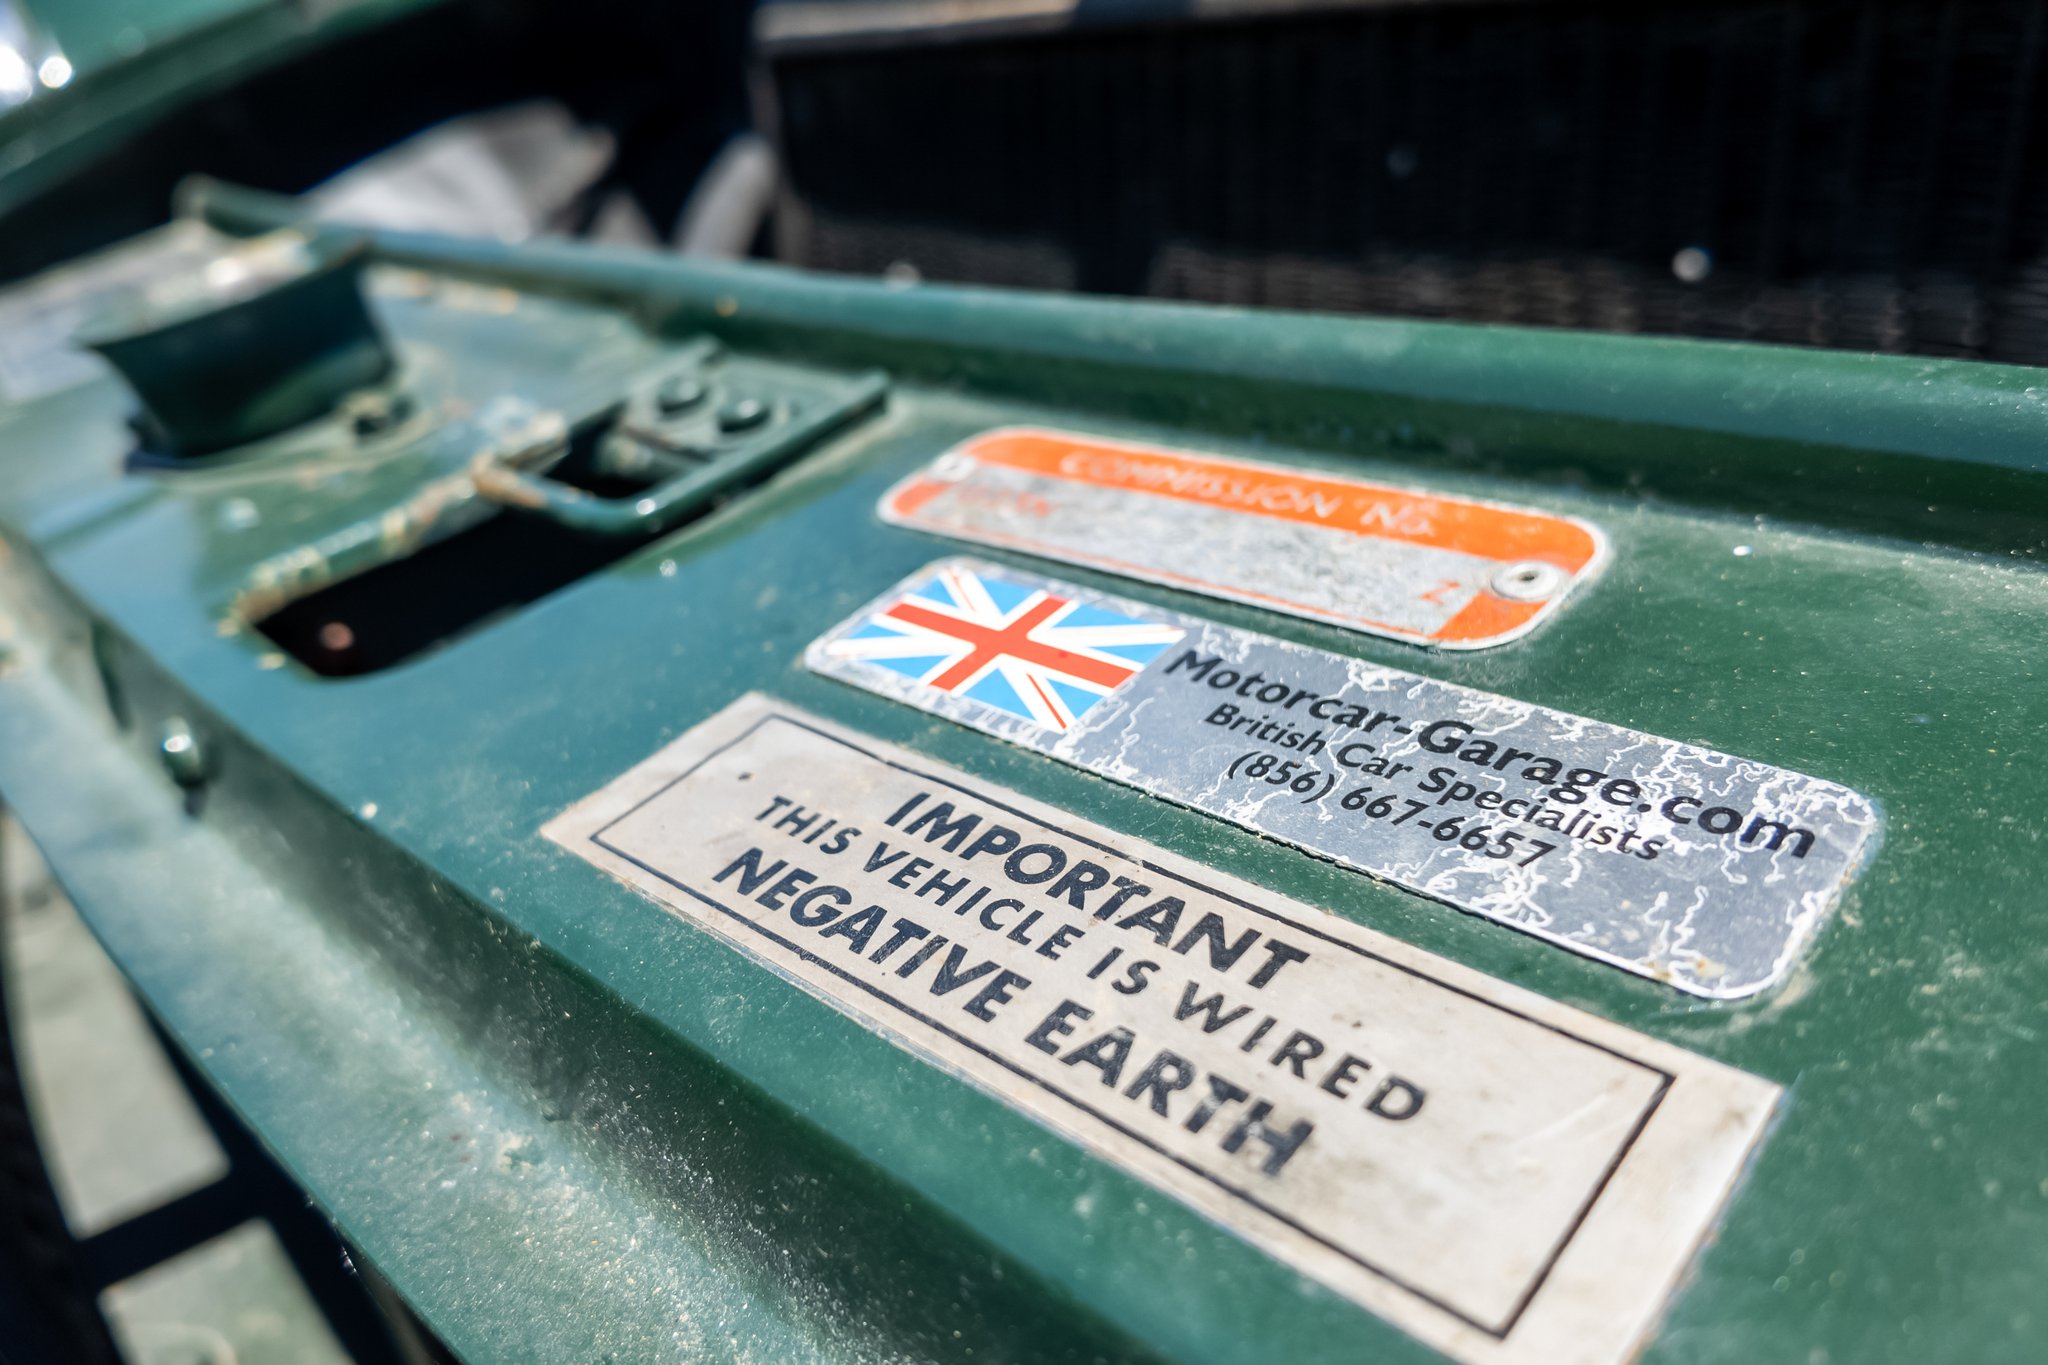 COMMISSION No.
Motorcar-Garage.com
British Car Specialists
(856) 667-6657
IMPORTANT
THIS VEHICLE IS WIRED
NEGATIVE EARTH